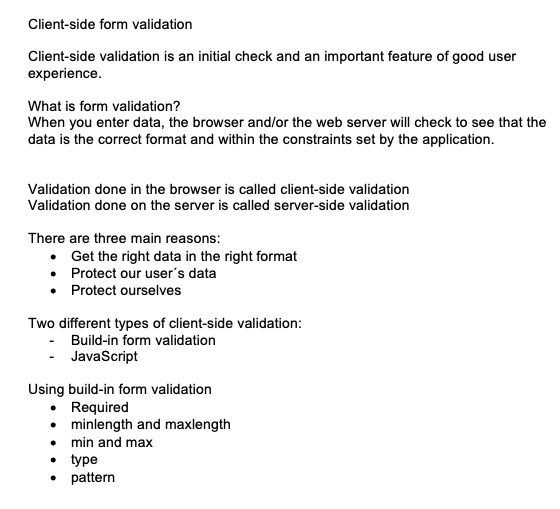 Client-side form validation
Client-side validation is an initial check and an important feature of good user
experience.
What is form validation?
When you enter data, the browser and/or the web server will check to see that the
data is the correct format and within the constraints set by the application.
Validation done in the browser is called client-side validation
Validation done on the server is called server-side validation
There are three main reasons:
• Get the right data in the right format
• Protect our user´s data
• Protect ourselves
Two different types of client-side validation:
- Build-in form validation
- JavaScript
Using build-in form validation
• Required
• minlength and maxlength
• min and max
• type
• pattern